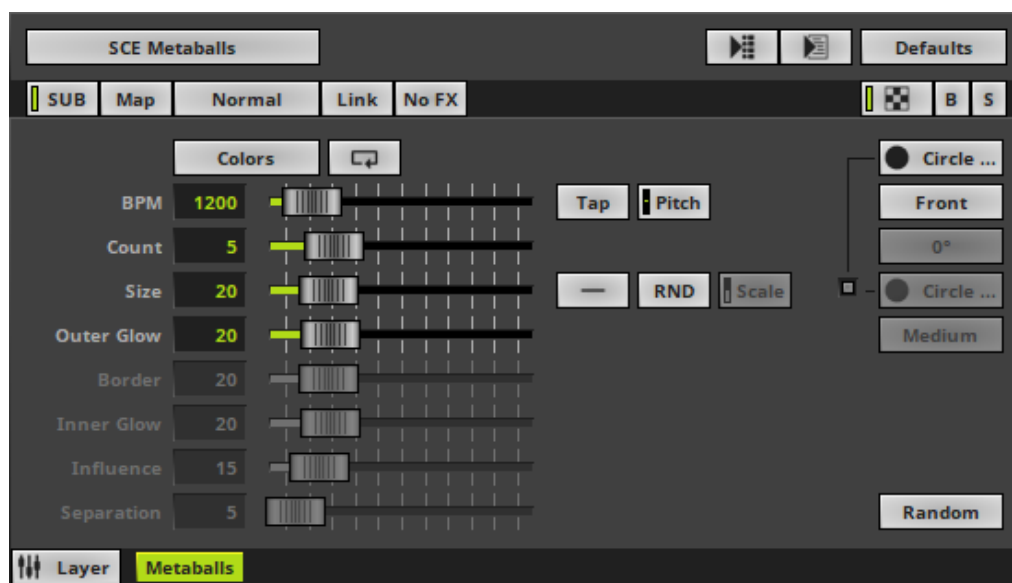 SCE Metaballs Defaults
SUB Map Normal Link No FX B S
Colors Circle ...
BPM 1200 Tap Pitch Front
Count 5 0°
Size 20 RND Scale Circle ...
Outer Glow 20 Medium
Border 20
Inner Glow 20
Influence 15
Separation 5 Random
Layer Metaballs